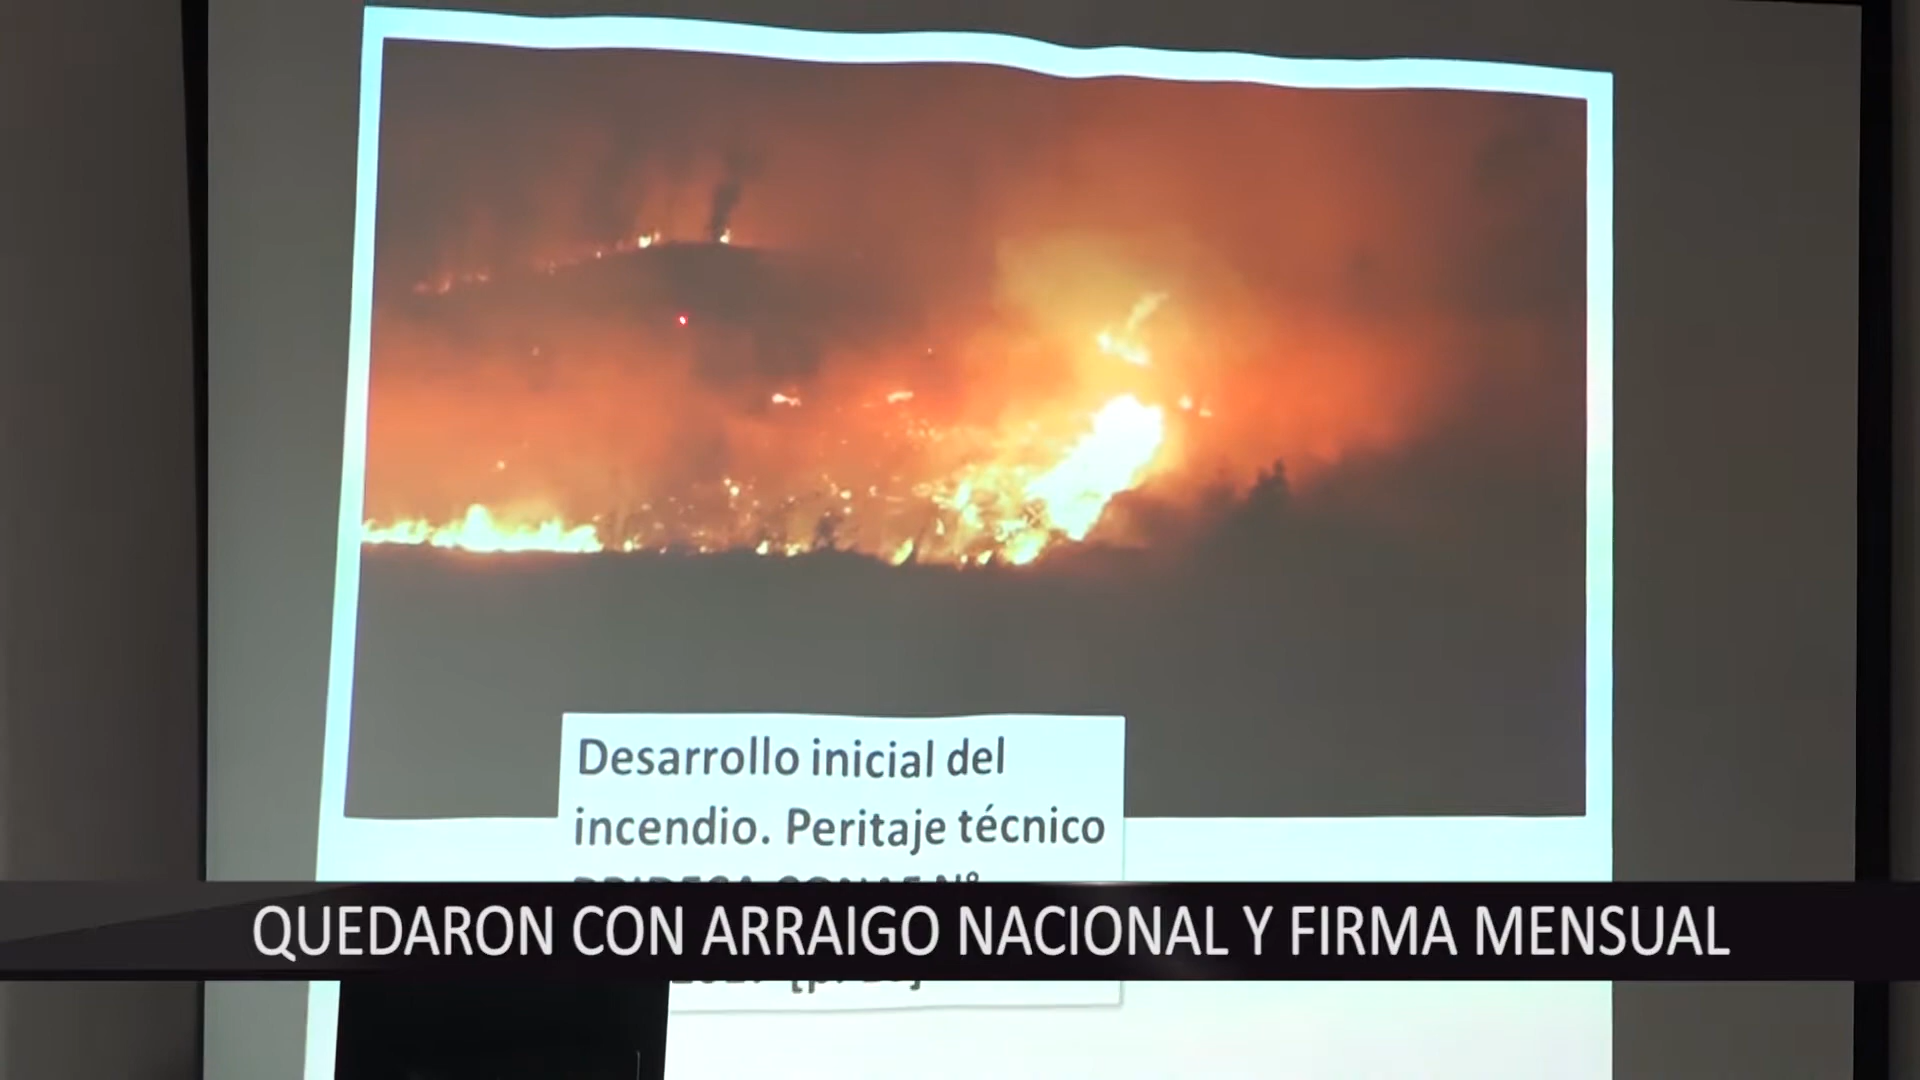 Desarrollo inicial del
incendio. Peritaje técnico
QUEDARON CON ARRAIGO NACIONAL Y FIRMA MENSUAL